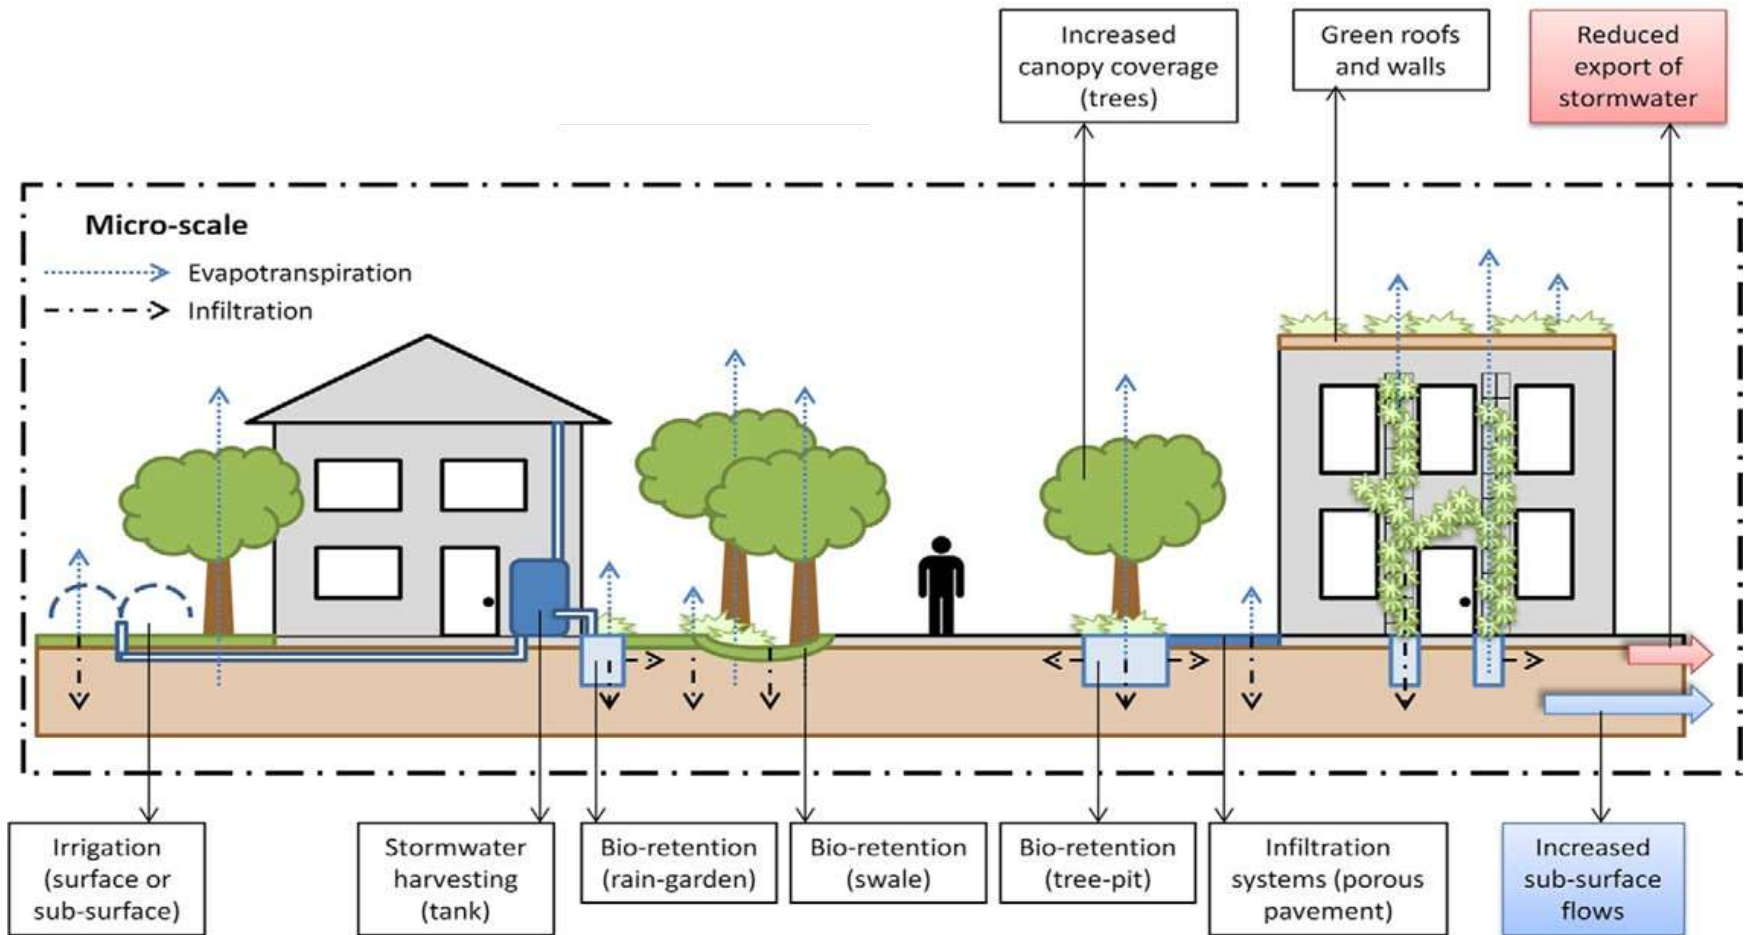 Increased
canopy coverage
(trees)
Green roofs
and walls
Reduced
export of
stormwater
Micro-scale
Evapotranspiration
Infiltration
Irrigation
(surface or
sub-surface)
Stormwater
harvesting
(tank)
Bio-retention
(rain-garden)
Bio-retention
(swale)
Bio-retention
(tree-pit)
Infiltration
systems (porous
pavement)
Increased
sub-surface
flows